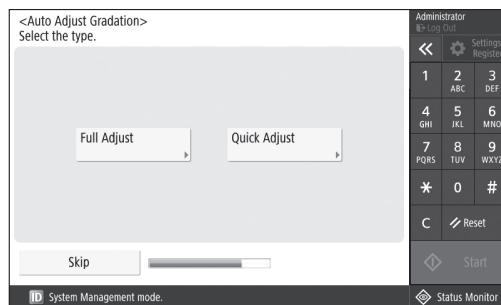 <Auto Adjust Gradation>
Select the type.
Full Adjust
Quick Adjust
Skip
ID System Management mode.
Administrator
Log Out
Settings
Register
1
2 ABC
3 DEF
4 GHI
5 JKL
6 MNO
7 PQRS
8 TUV
9 WXYZ
* 0 #
C Reset
Start
Status Monitor